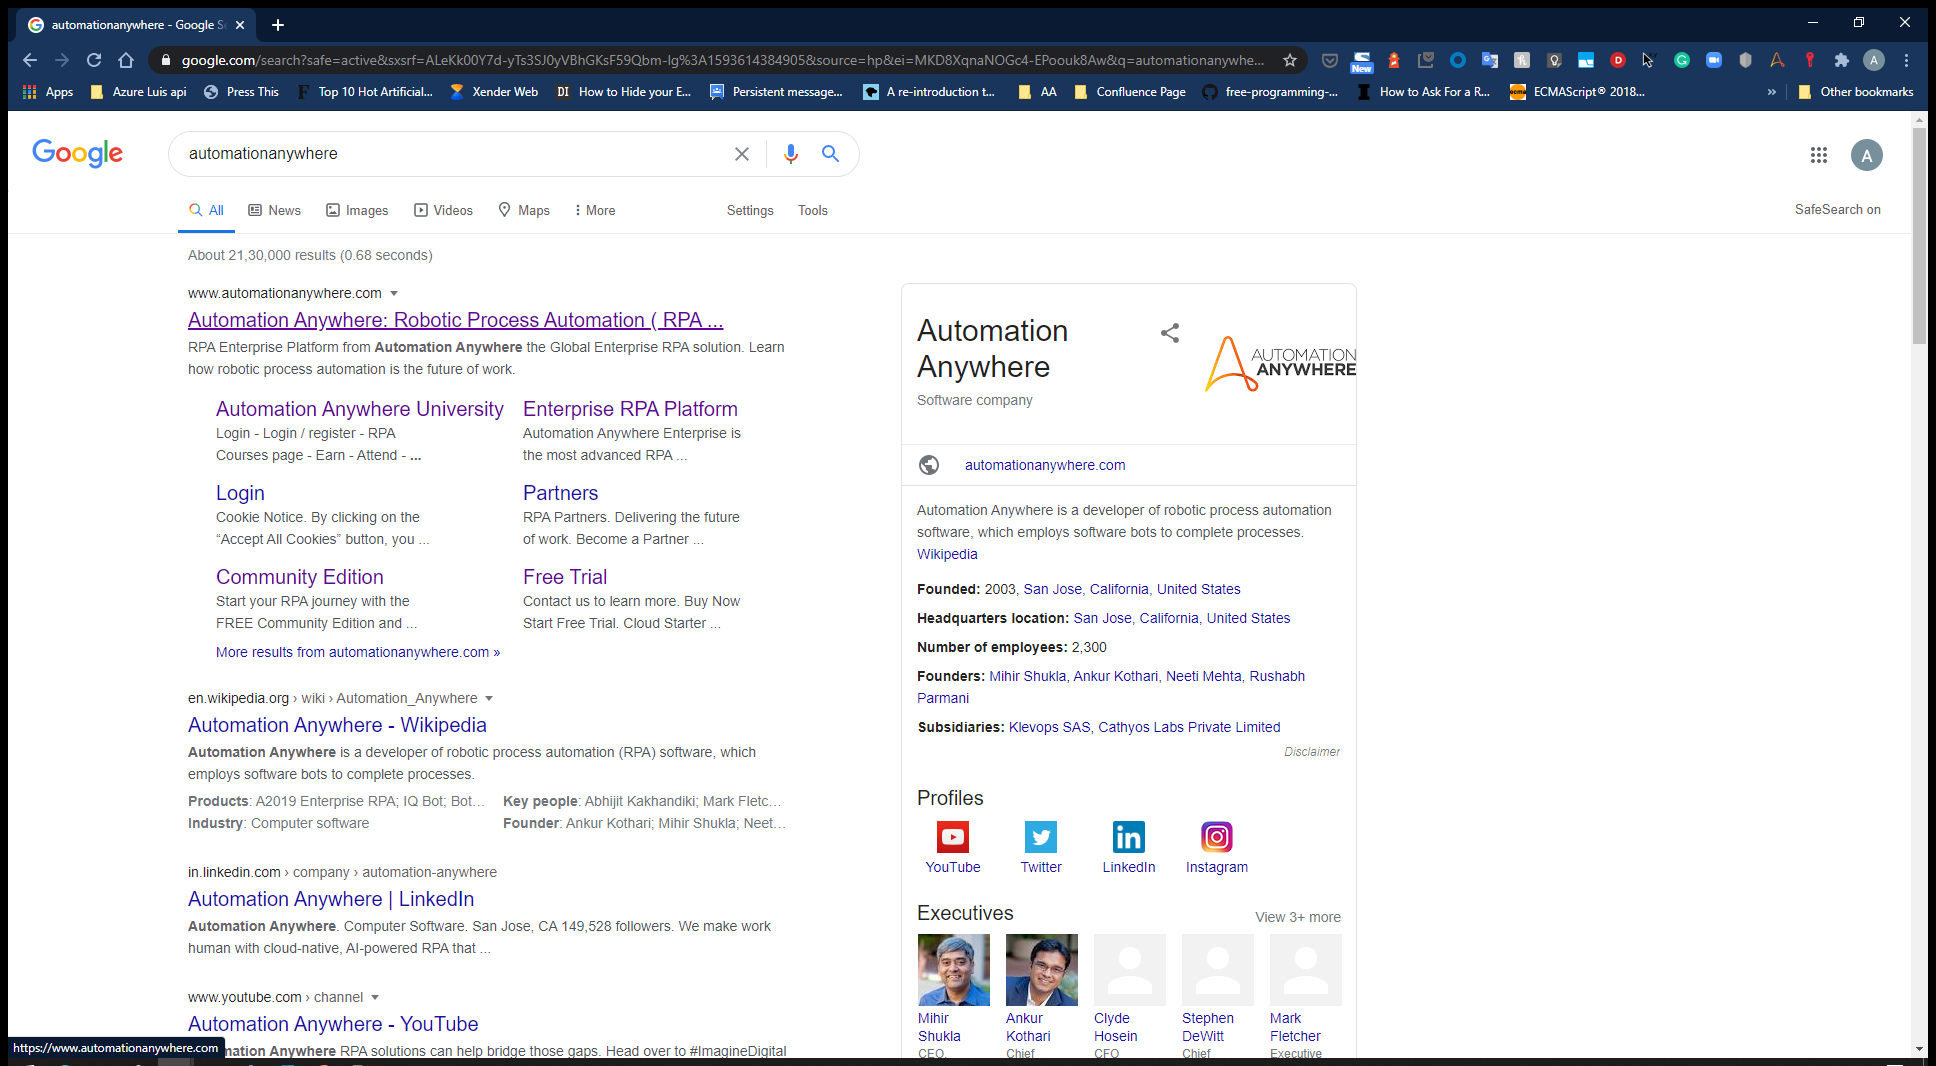 automationanywhere - Google Se
google.com/search?safe=active&sxsrf=ALeKk00Y7d-yTs3SJ0yVBhGKsF59Qbm-lg%3A1593614384905&source=hp&ei=MKD8XqnaNOGc4-EPoouk8Aw&q=automationanywhe...
New
A
Apps
Azure Luis api
Press This
Top 10 Hot Artificial...
Xender Web
DI How to Hide your E...
Persistent message...
A re-introduction t...
AA
Confluence Page
free-programming-...
How to Ask For a R...
ECMAScript® 2018...
»
Other bookmarks
Google
automationanywhere
A
All
News
Images
Videos
Maps
More
Settings
Tools
SafeSearch on
About 21,30,000 results (0.68 seconds)
www.automationanywhere.com
Automation Anywhere: Robotic Process Automation ( RPA ...
RPA Enterprise Platform from Automation Anywhere the Global Enterprise RPA solution. Learn
how robotic process automation is the future of work.
Automation Anywhere University
Login - Login / register - RPA
Courses page - Earn - Attend - ...
Enterprise RPA Platform
Automation Anywhere Enterprise is
the most advanced RPA ...
Login
Cookie Notice. By clicking on the
“Accept All Cookies” button, you ...
Partners
RPA Partners. Delivering the future
of work. Become a Partner ...
Community Edition
Start your RPA journey with the
FREE Community Edition and ...
Free Trial
Contact us to learn more. Buy Now
Start Free Trial. Cloud Starter ...
More results from automationanywhere.com »
en.wikipedia.org › wiki › Automation_Anywhere
Automation Anywhere - Wikipedia
Automation Anywhere is a developer of robotic process automation (RPA) software, which
employs software bots to complete processes.
Products: A2019 Enterprise RPA; IQ Bot; Bot...
Key people: Abhijit Kakhandiki; Mark Fletc...
Industry: Computer software
Founder: Ankur Kothari; Mihir Shukla; Neet...
in.linkedin.com › company › automation-anywhere
Automation Anywhere | LinkedIn
Automation Anywhere. Computer Software. San Jose, CA 149,528 followers. We make work
human with cloud-native, AI-powered RPA that ...
www.youtube.com › channel
Automation Anywhere - YouTube
mation Anywhere RPA solutions can help bridge those gaps. Head over to #ImagineDigital
https://www.automationanywhere.com
Automation
Anywhere
Software company
AUTOMATION
ANYWHERE
automationanywhere.com
Automation Anywhere is a developer of robotic process automation
software, which employs software bots to complete processes.
Wikipedia
Founded: 2003, San Jose, California, United States
Headquarters location: San Jose, California, United States
Number of employees: 2,300
Founders: Mihir Shukla, Ankur Kothari, Neeti Mehta, Rushabh
Parmani
Subsidiaries: Klevops SAS, Cathyos Labs Private Limited
Disclaimer
Profiles
YouTube
Twitter
LinkedIn
Instagram
Executives
View 3+ more
Mihir
Shukla
CEO,
Ankur
Kothari
Chief
Clyde
Hosein
CFO
Stephen
DeWitt
Chief
Mark
Fletcher
Executive